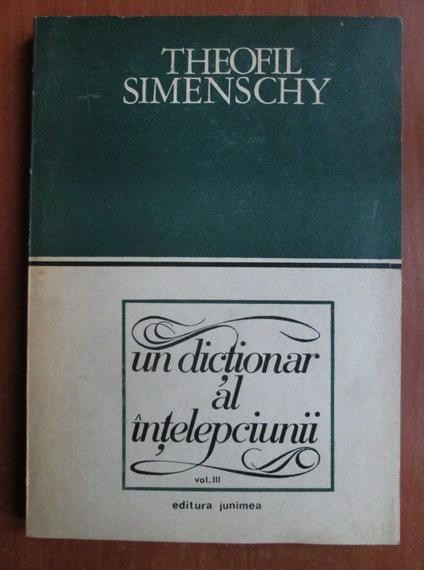 THEOFIL
SIMENSCHY
un dicționar
al
înțelepciunii
vol. III
editura junimea